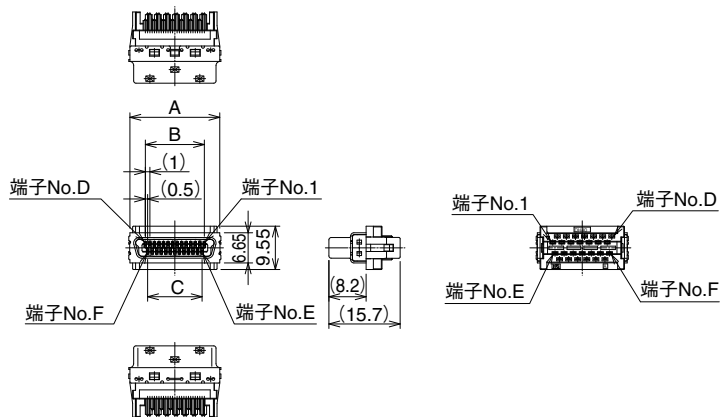 A
B
(1)
(0.5)
端子No.D
端子No.1
6.65
9.55
C
端子No.F
端子No.E
(8.2)
(15.7)
端子No.1
端子No.D
端子No.E
端子No.F